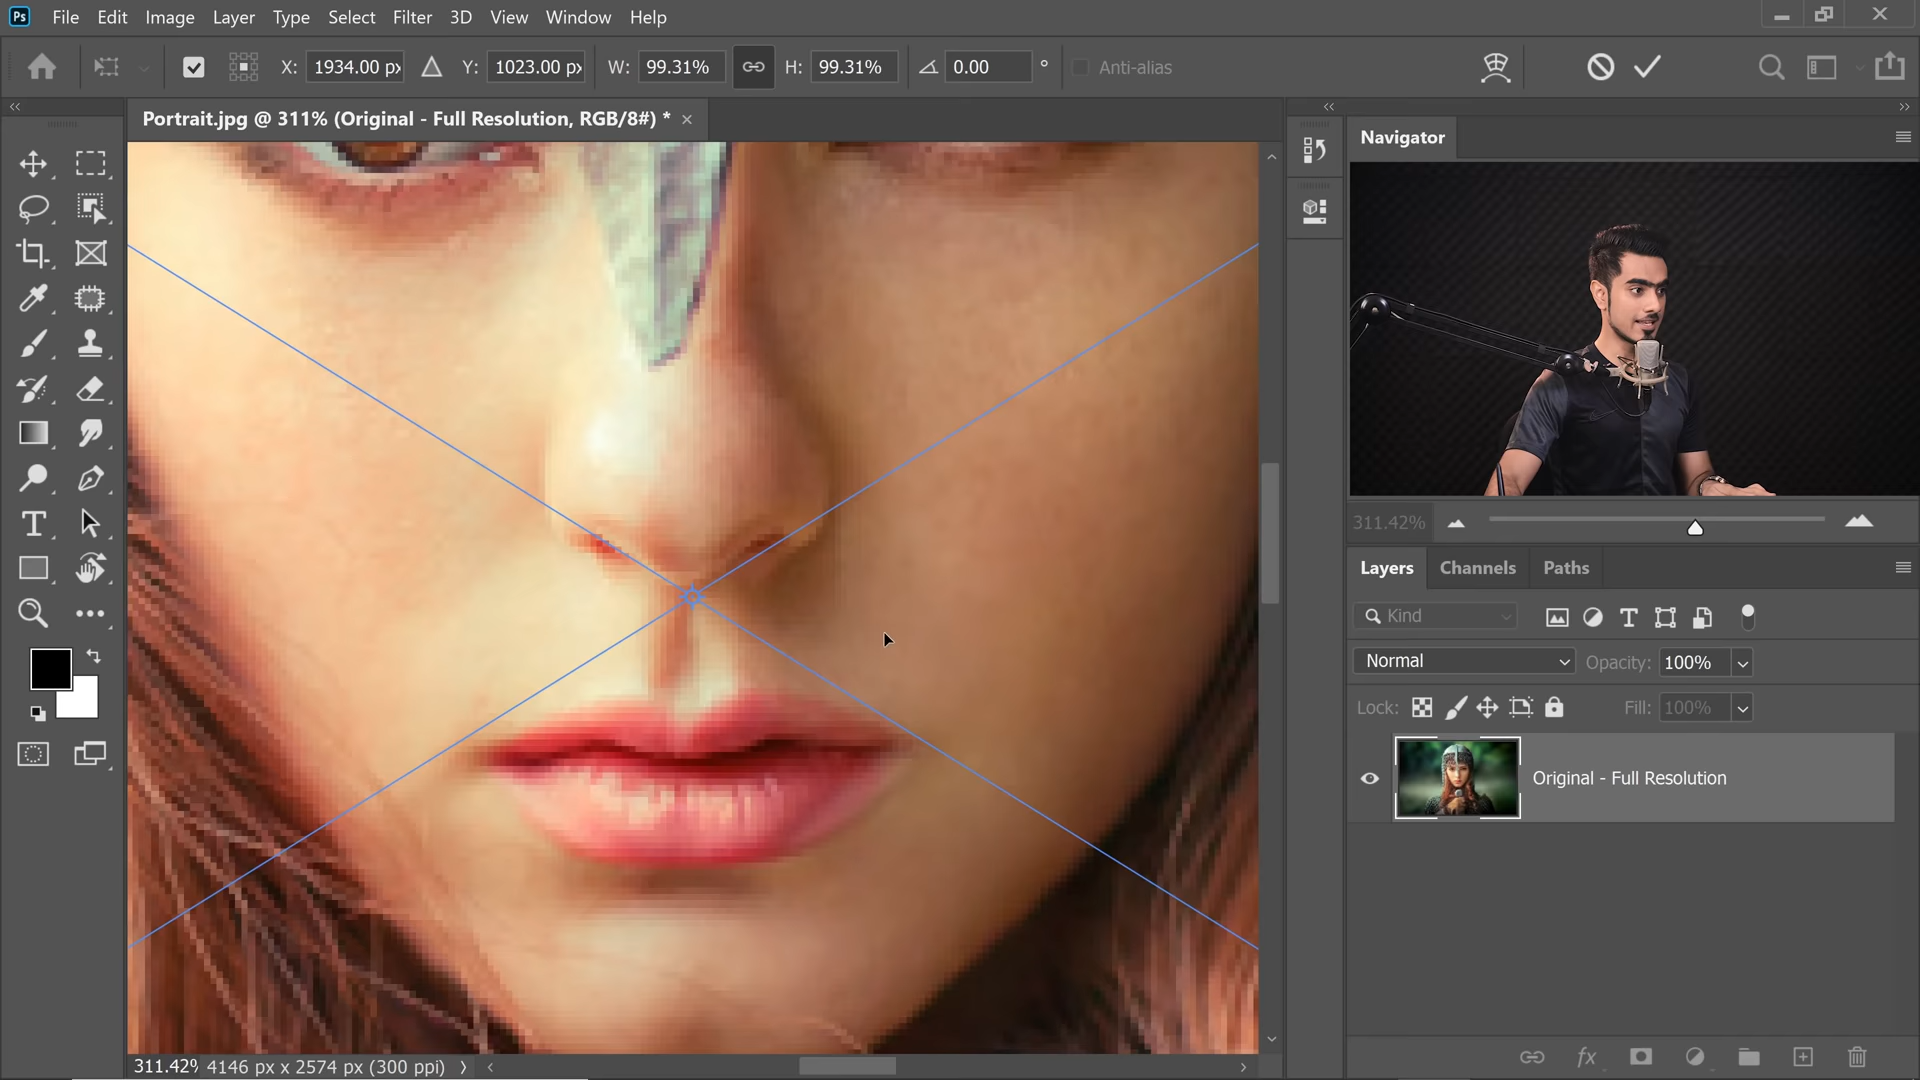 Ps File Edit Image Layer Type Select Filter 3D View Window Help
X: 1934.00 px Y: 1023.00 px W: 99.31% H: 99.31% 0.00 ° Anti-alias
Portrait.jpg @ 311% (Original - Full Resolution, RGB/8#) * ×
Navigator
311.42%
Layers Channels Paths
Kind
Normal Opacity: 100%
Lock: Fill: 100%
Original - Full Resolution
fx
311.42% 4146 px x 2574 px (300 ppi)